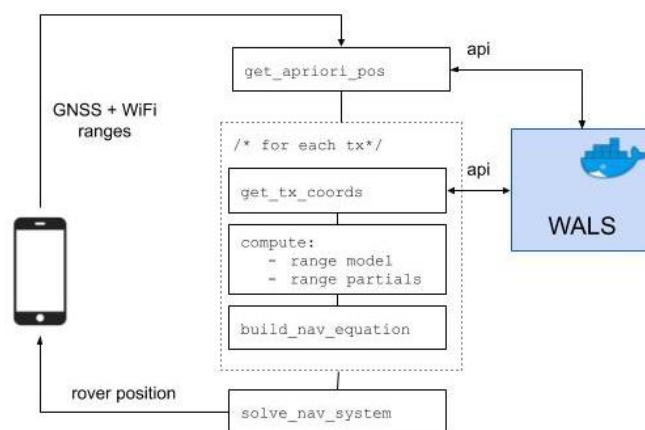 get_apriori_pos
api
GNSS + WiFi
ranges
/* for each tx*/
api
get_tx_coords
WALS
compute:
- range model
- range partials
build_nav_equation
rover position
solve_nav_system